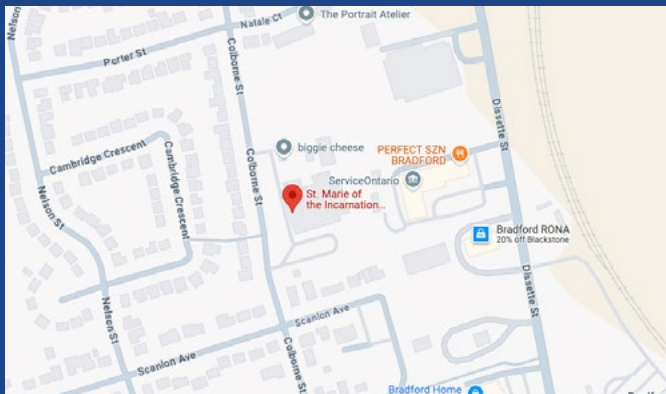 Nelson
Natale Ct
The Portrait Atelier
Porter St
Colborne St
Dissette St
biggie cheese
PERFECT SZN
BRADFORD
Cambridge Crescent
Cambridge Crescent
ServiceOntario
Colborne St
St. Marie of
the Incarnation...
Nelson St
Bradford RONA
20% off Blackstone
Dissette St
Nelson St
Scanlon Ave
Scanlon Ave
Colborne St
Bradford Home